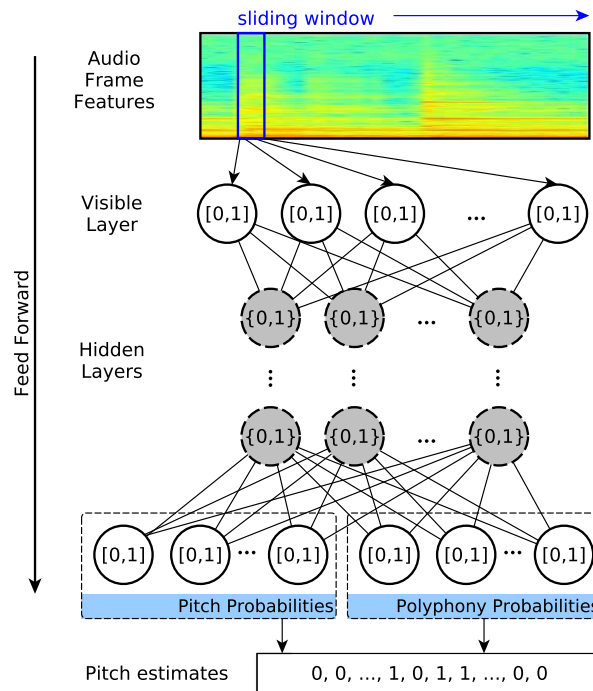 sliding window
Audio
Frame
Features
Visible
Layer
[0,1] [0,1] [0,1] ... [0,1]
{0,1} {0,1} ... {0,1}
Hidden
Layers
{0,1} {0,1} ... {0,1}
Feed Forward
[0,1] [0,1] ... [0,1] [0,1] [0,1] ... [0,1]
Pitch Probabilities Polyphony Probabilities
Pitch estimates 0, 0, ..., 1, 0, 1, 1, ..., 0, 0